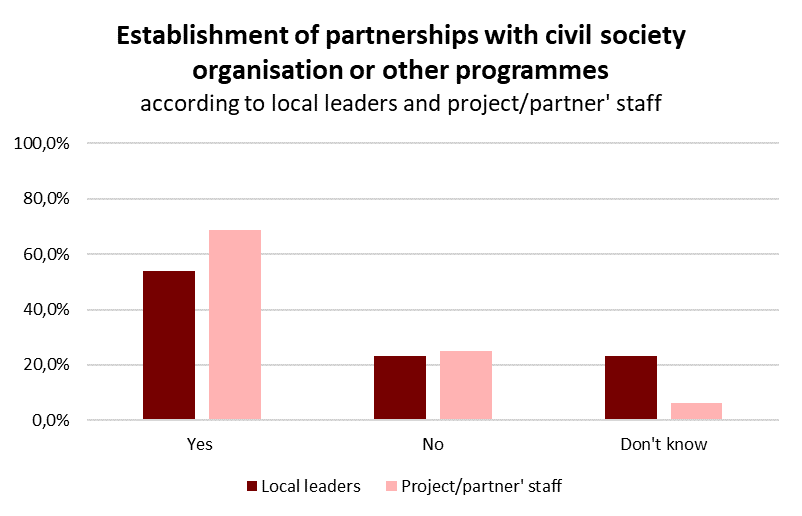 Establishment of partnerships with civil society
organisation or other programmes
according to local leaders and project/partner' staff
100,0%
80,0%
60,0%
40,0%
20,0%
0,0%
Yes
No
Don't know
Local leaders
Project/partner' staff